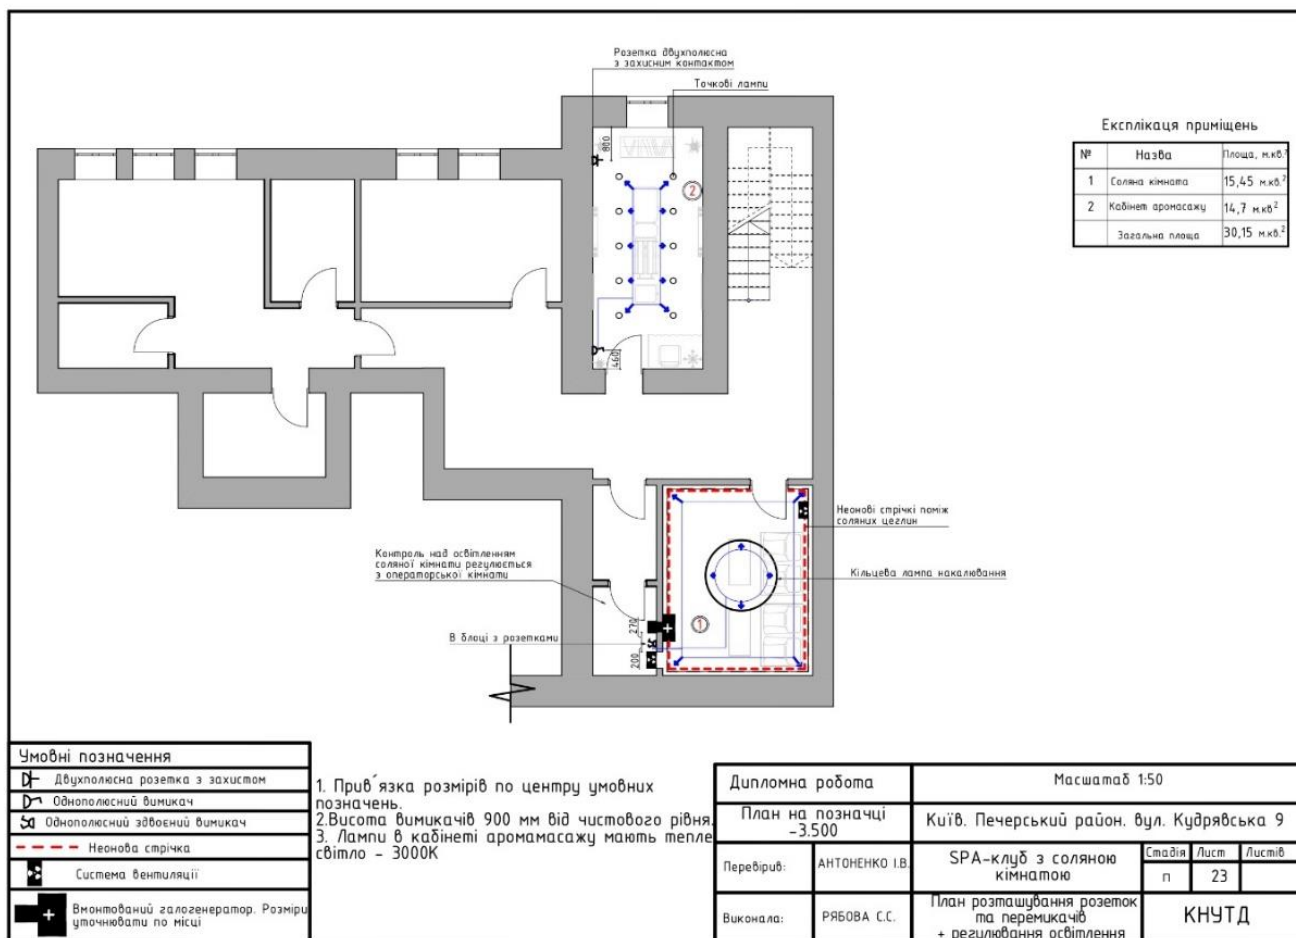 Розетка двухполюсна
з захисним контактом
Точкові лампи
800
2
460
Експлікаця приміщень
№ Назва Площа, м.кв.²
1 Соляна кімната 15,45 м.кв.²
2 Кабінет аромасажу 14,7 м.кв²
Загальна площа 30,15 м.кв.²
Неонові стрічкі поміж
соляних цеглин
Контроль над освітленням
соляної кімнати регулюється
з операторської кімнати
Кільцева лампа накалювання
В блоці з розетками
270
200
1
Умовні позначення
Двухполюсна розетка з захистом
Однополюсний вимикач
Однополюсний здвоєний вимикач
Неонова стрічка
Система вентиляції
Вмонтований галогенератор. Розміри
уточнювати по місці
1. Прив´язка розмірів по центру умовних
позначень.
2.Висота вимикачів 900 мм від чистового рівня.
3. Лампи в кабінеті аромамасажу мають тепле
світло - 3000К
Дипломна робота
Масштаб 1:50
План на позначці
-3.500
Київ. Печерський район. вул. Кудрявська 9
Перевірив: АНТОНЕНКО І.В.
SPA-клуб з соляною
кімнатою
Стадія Лист Листів
п 23
Виконала: РЯБОВА С.С.
План розташування розеток
та перемикачів
+ регулювання освітлення
КНУТД